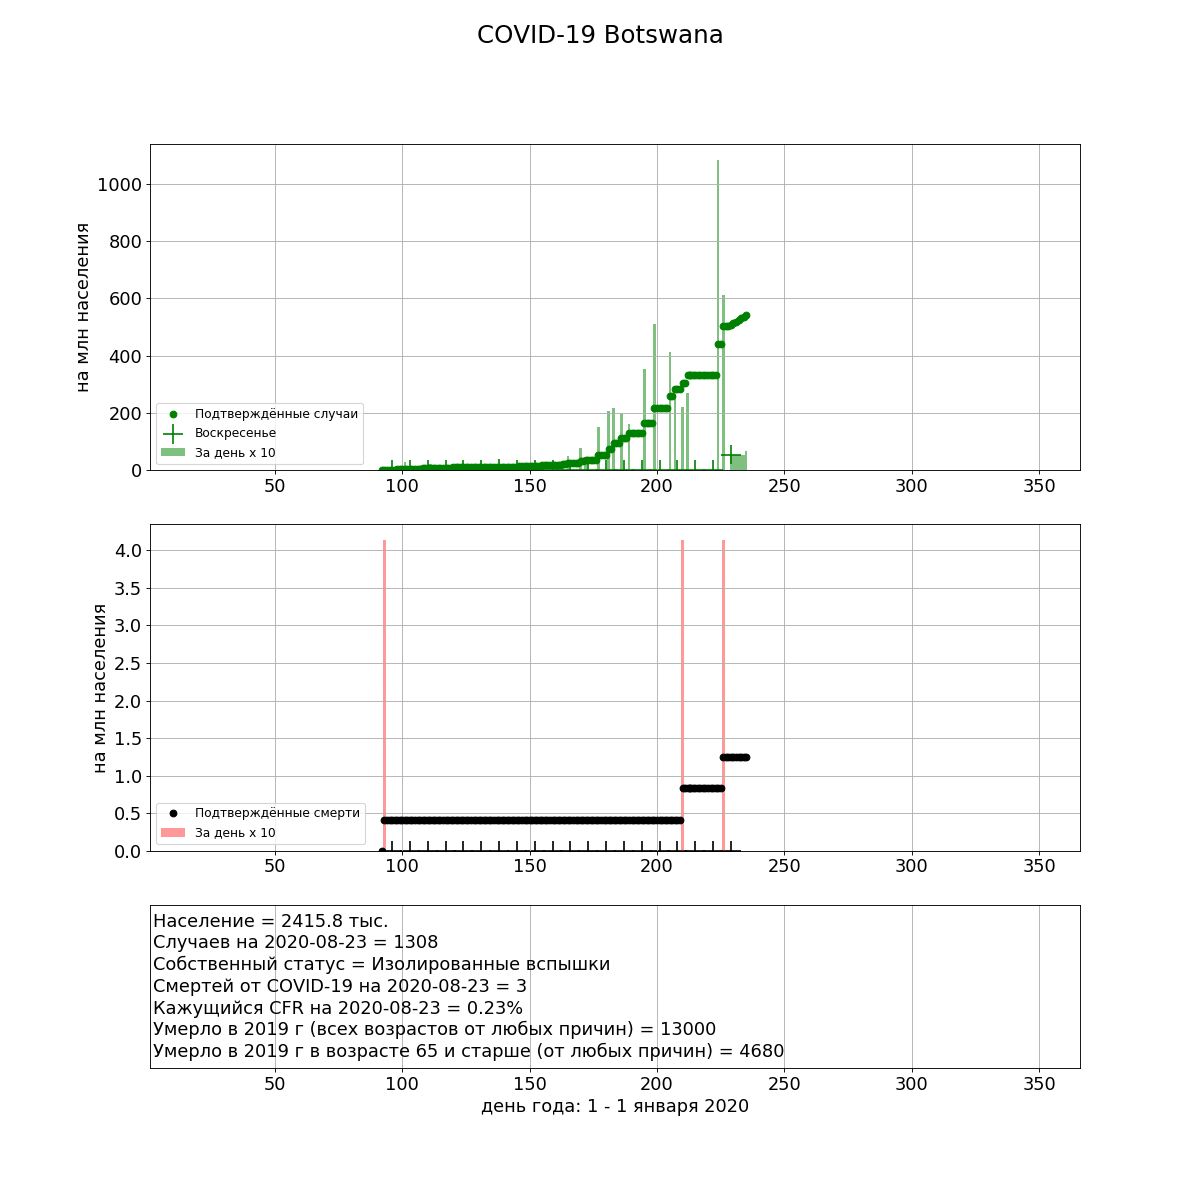 COVID-19 Botswana
1000
800
600
400
200
0
на млн населения
Подтверждённые случаи
Воскресенье
За день x 10
50 100 150 200 250 300 350
4.0
3.5
3.0
2.5
2.0
1.5
1.0
0.5
0.0
на млн населения
Подтверждённые смерти
За день x 10
50 100 150 200 250 300 350
Население = 2415.8 тыс.
Случаев на 2020-08-23 = 1308
Собственный статус = Изолированные вспышки
Смертей от COVID-19 на 2020-08-23 = 3
Кажущийся CFR на 2020-08-23 = 0.23%
Умерло в 2019 г (всех возрастов от любых причин) = 13000
Умерло в 2019 г в возрасте 65 и старше (от любых причин) = 4680
50 100 150 200 250 300 350
день года: 1 - 1 января 2020